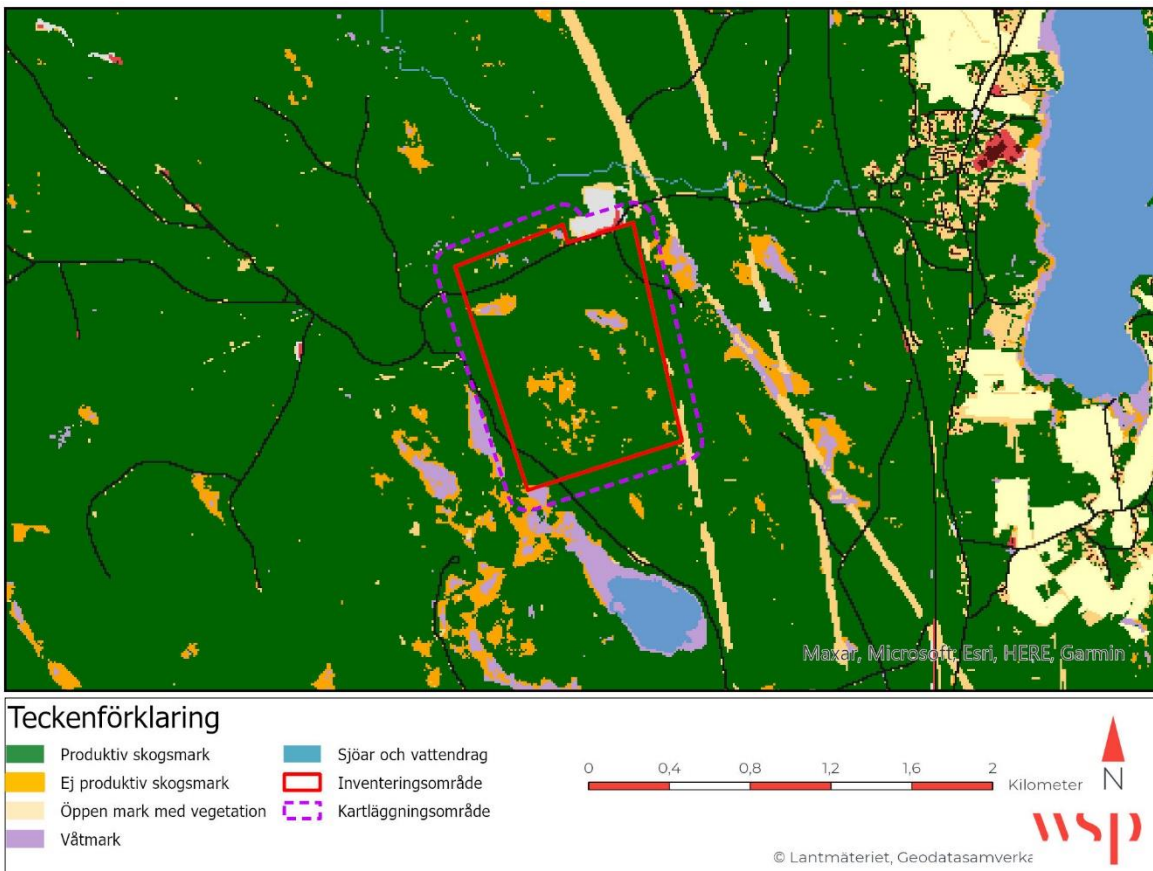 Maxar, Microsoft, Esri, HERE, Garmin
Teckenförklaring
Produktiv skogsmark
Ej produktiv skogsmark
Öppen mark med vegetation
Våtmark
Sjöar och vattendrag
Inventeringsområde
Kartläggningsområde
0 0,4 0,8 1,2 1,6 2
Kilometer
N
wsp
© Lantmäteriet, Geodatasamverka